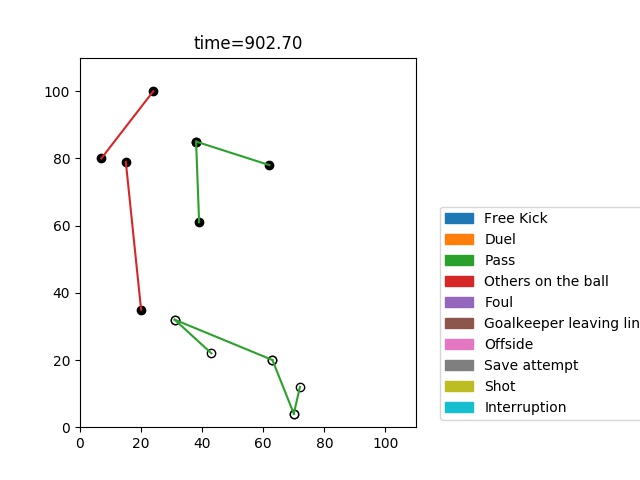 time=902.70
100
80
60
40
20
0
0 20 40 60 80 100
Free Kick
Duel
Pass
Others on the ball
Foul
Goalkeeper leaving lin
Offside
Save attempt
Shot
Interruption